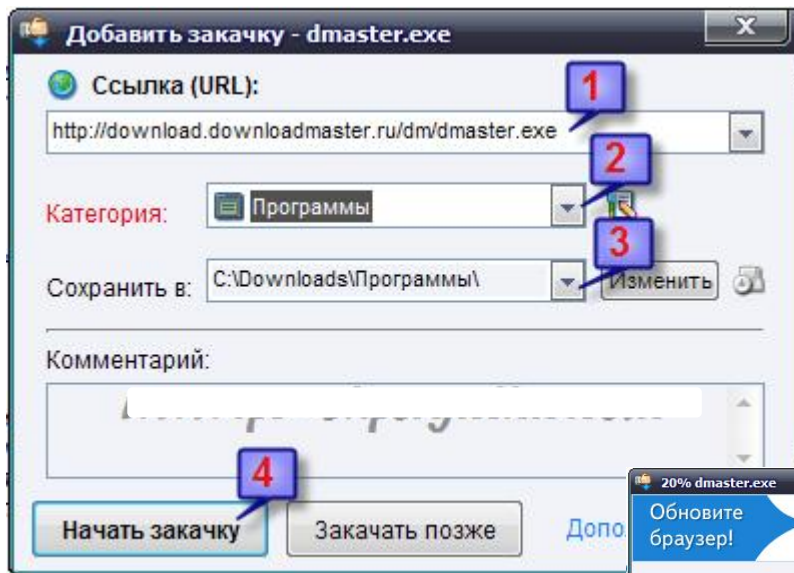 Добавить закачку - dmaster.exe
Ссылка (URL):
1
http://download.downloadmaster.ru/dm/dmaster.exe
2
Категория: Программы
3
Сохранить в: C:\Downloads\Программы\ Изменить
Комментарий:
4
Начать закачку Закачать позже
20% dmaster.exe
Обновите
браузер!